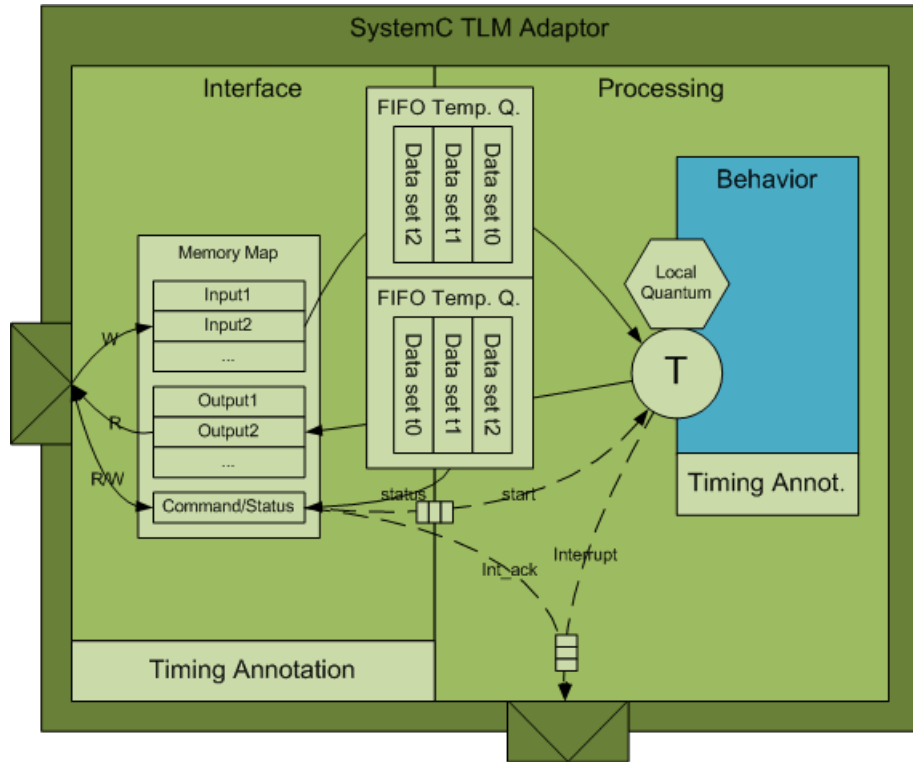 SystemC TLM Adaptor
Interface
Processing
FIFO Temp. Q.
Data set t2
Data set t1
Data set t0
Behavior
Memory Map
Input1
Input2
...
Local
Quantum
FIFO Temp. Q.
Data set t0
Data set t1
Data set t2
W
T
Output1
Output2
...
R
R/W
Command/Status
status
start
Timing Annot.
Int_ack
Interrupt
Timing Annotation